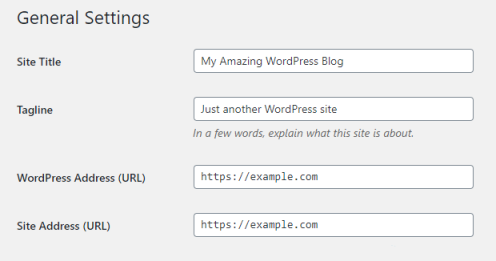 General Settings
Site Title
My Amazing WordPress Blog
Tagline
Just another WordPress site
In a few words, explain what this site is about.
WordPress Address (URL)
https://example.com
Site Address (URL)
https://example.com